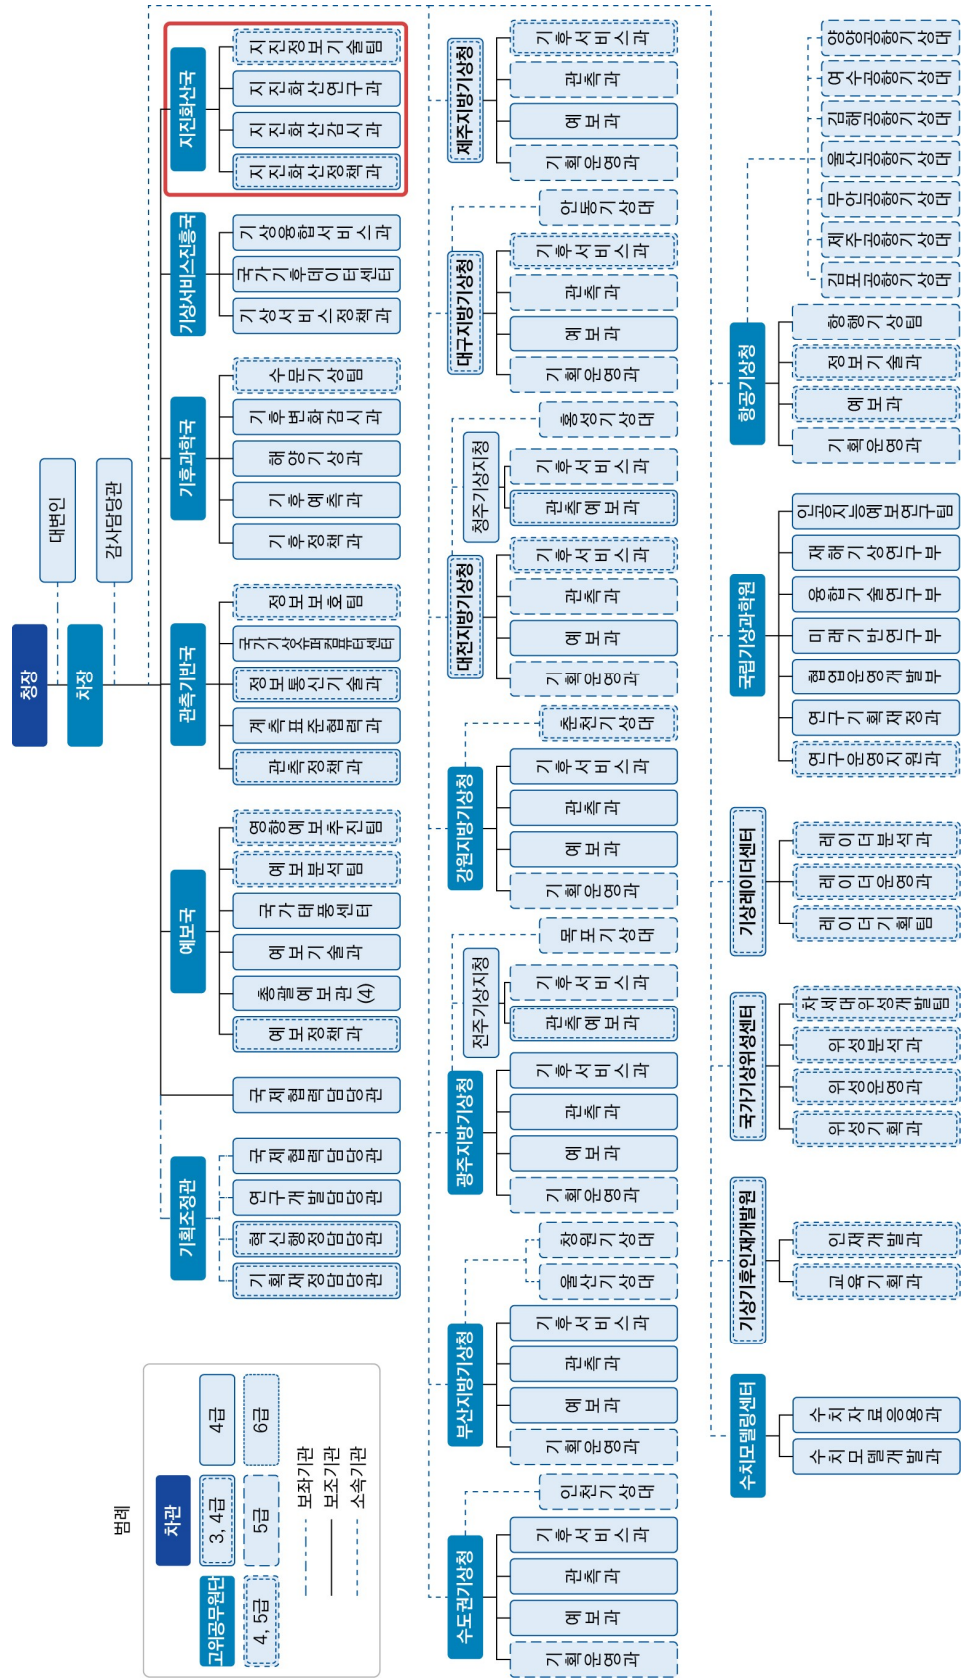 청장
차장
대변인
감사담당관
기획조정관
기획재정담당관
혁신행정담당관
연구개발담당관
국제협력담당관
국제협력담당관
예보국
예보정책과
총괄예보관(4)
예보기술과
국가태풍센터
예보분석팀
영향예보추진팀
관측기반국
관측정책과
계측표준협력과
정보통신기술과
국가기상슈퍼컴퓨터센터
정보보호팀
기후과학국
기후정책과
기후예측과
해양기상과
기후변화감시과
수문기상팀
기상서비스진흥국
기상서비스정책과
국가기후데이터센터
기상융합서비스과
지진화산국
지진화산정책과
지진화산감시과
지진화산연구과
지진정보기술팀
범례
차관
고위공무원단
3, 4급
4급
4, 5급
5급
6급
보좌기관
보조기관
소속기관
수도권기상청
기획운영과
예보과
관측과
기후서비스과
인천기상대
부산지방기상청
기획운영과
예보과
관측과
기후서비스과
울산기상대
창원기상대
광주지방기상청
기획운영과
예보과
관측과
기후서비스과
전주기상지청
관측예보과
기후서비스과
목포기상대
강원지방기상청
기획운영과
예보과
관측과
기후서비스과
춘천기상대
대전지방기상청
기획운영과
예보과
관측과
기후서비스과
청주기상지청
관측예보과
기후서비스과
홍성기상대
대구지방기상청
기획운영과
예보과
관측과
기후서비스과
안동기상대
제주지방기상청
기획운영과
예보과
관측과
기후서비스과
수치모델링센터
수치모델개발과
수치자료응용과
기상기후인재개발원
교육기획과
인재개발과
국가기상위성센터
위성기획과
위성운영과
위성분석과
차세대위성개발팀
기상레이더센터
레이더기획팀
레이더운영과
레이더분석과
국립기상과학원
연구운영지원과
연구기획재정과
협업운영개발부
미래기반연구부
융합기술연구부
재해기상연구부
인공지능예보연구팀
항공기상청
기획운영과
예보과
정보기술과
항행기상팀
김포공항기상대
제주공항기상대
무안공항기상대
울산공항기상대
김해공항기상대
여수공항기상대
양양공항기상대